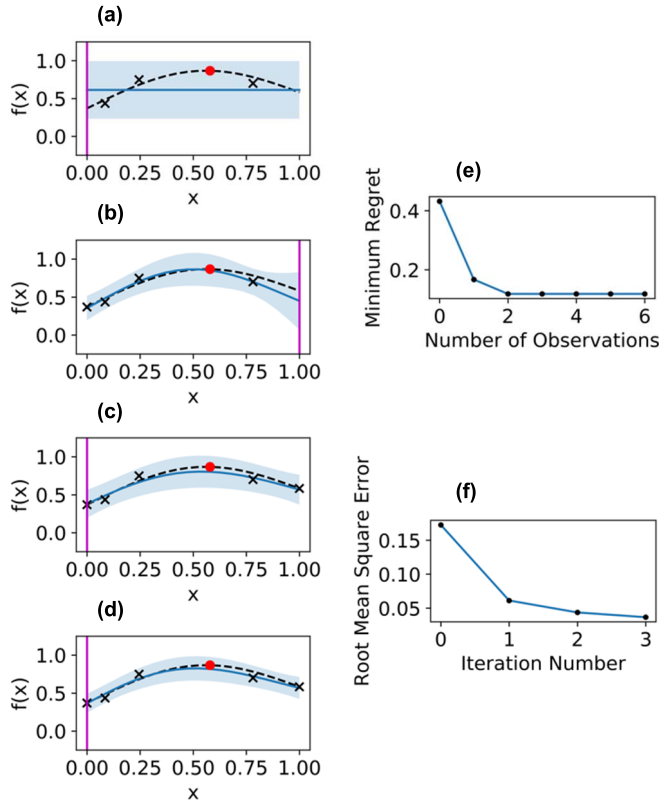 (a)
f(x)
1.0
0.5
0.0
0.00 0.25 0.50 0.75 1.00
x
(b)
f(x)
1.0
0.5
0.0
0.00 0.25 0.50 0.75 1.00
x
(c)
f(x)
1.0
0.5
0.0
0.00 0.25 0.50 0.75 1.00
x
(d)
f(x)
1.0
0.5
0.0
0.00 0.25 0.50 0.75 1.00
x
(e)
Minimum Regret
0.4
0.2
0 2 4 6
Number of Observations
(f)
Root Mean Square Error
0.15
0.10
0.05
0 1 2 3
Iteration Number